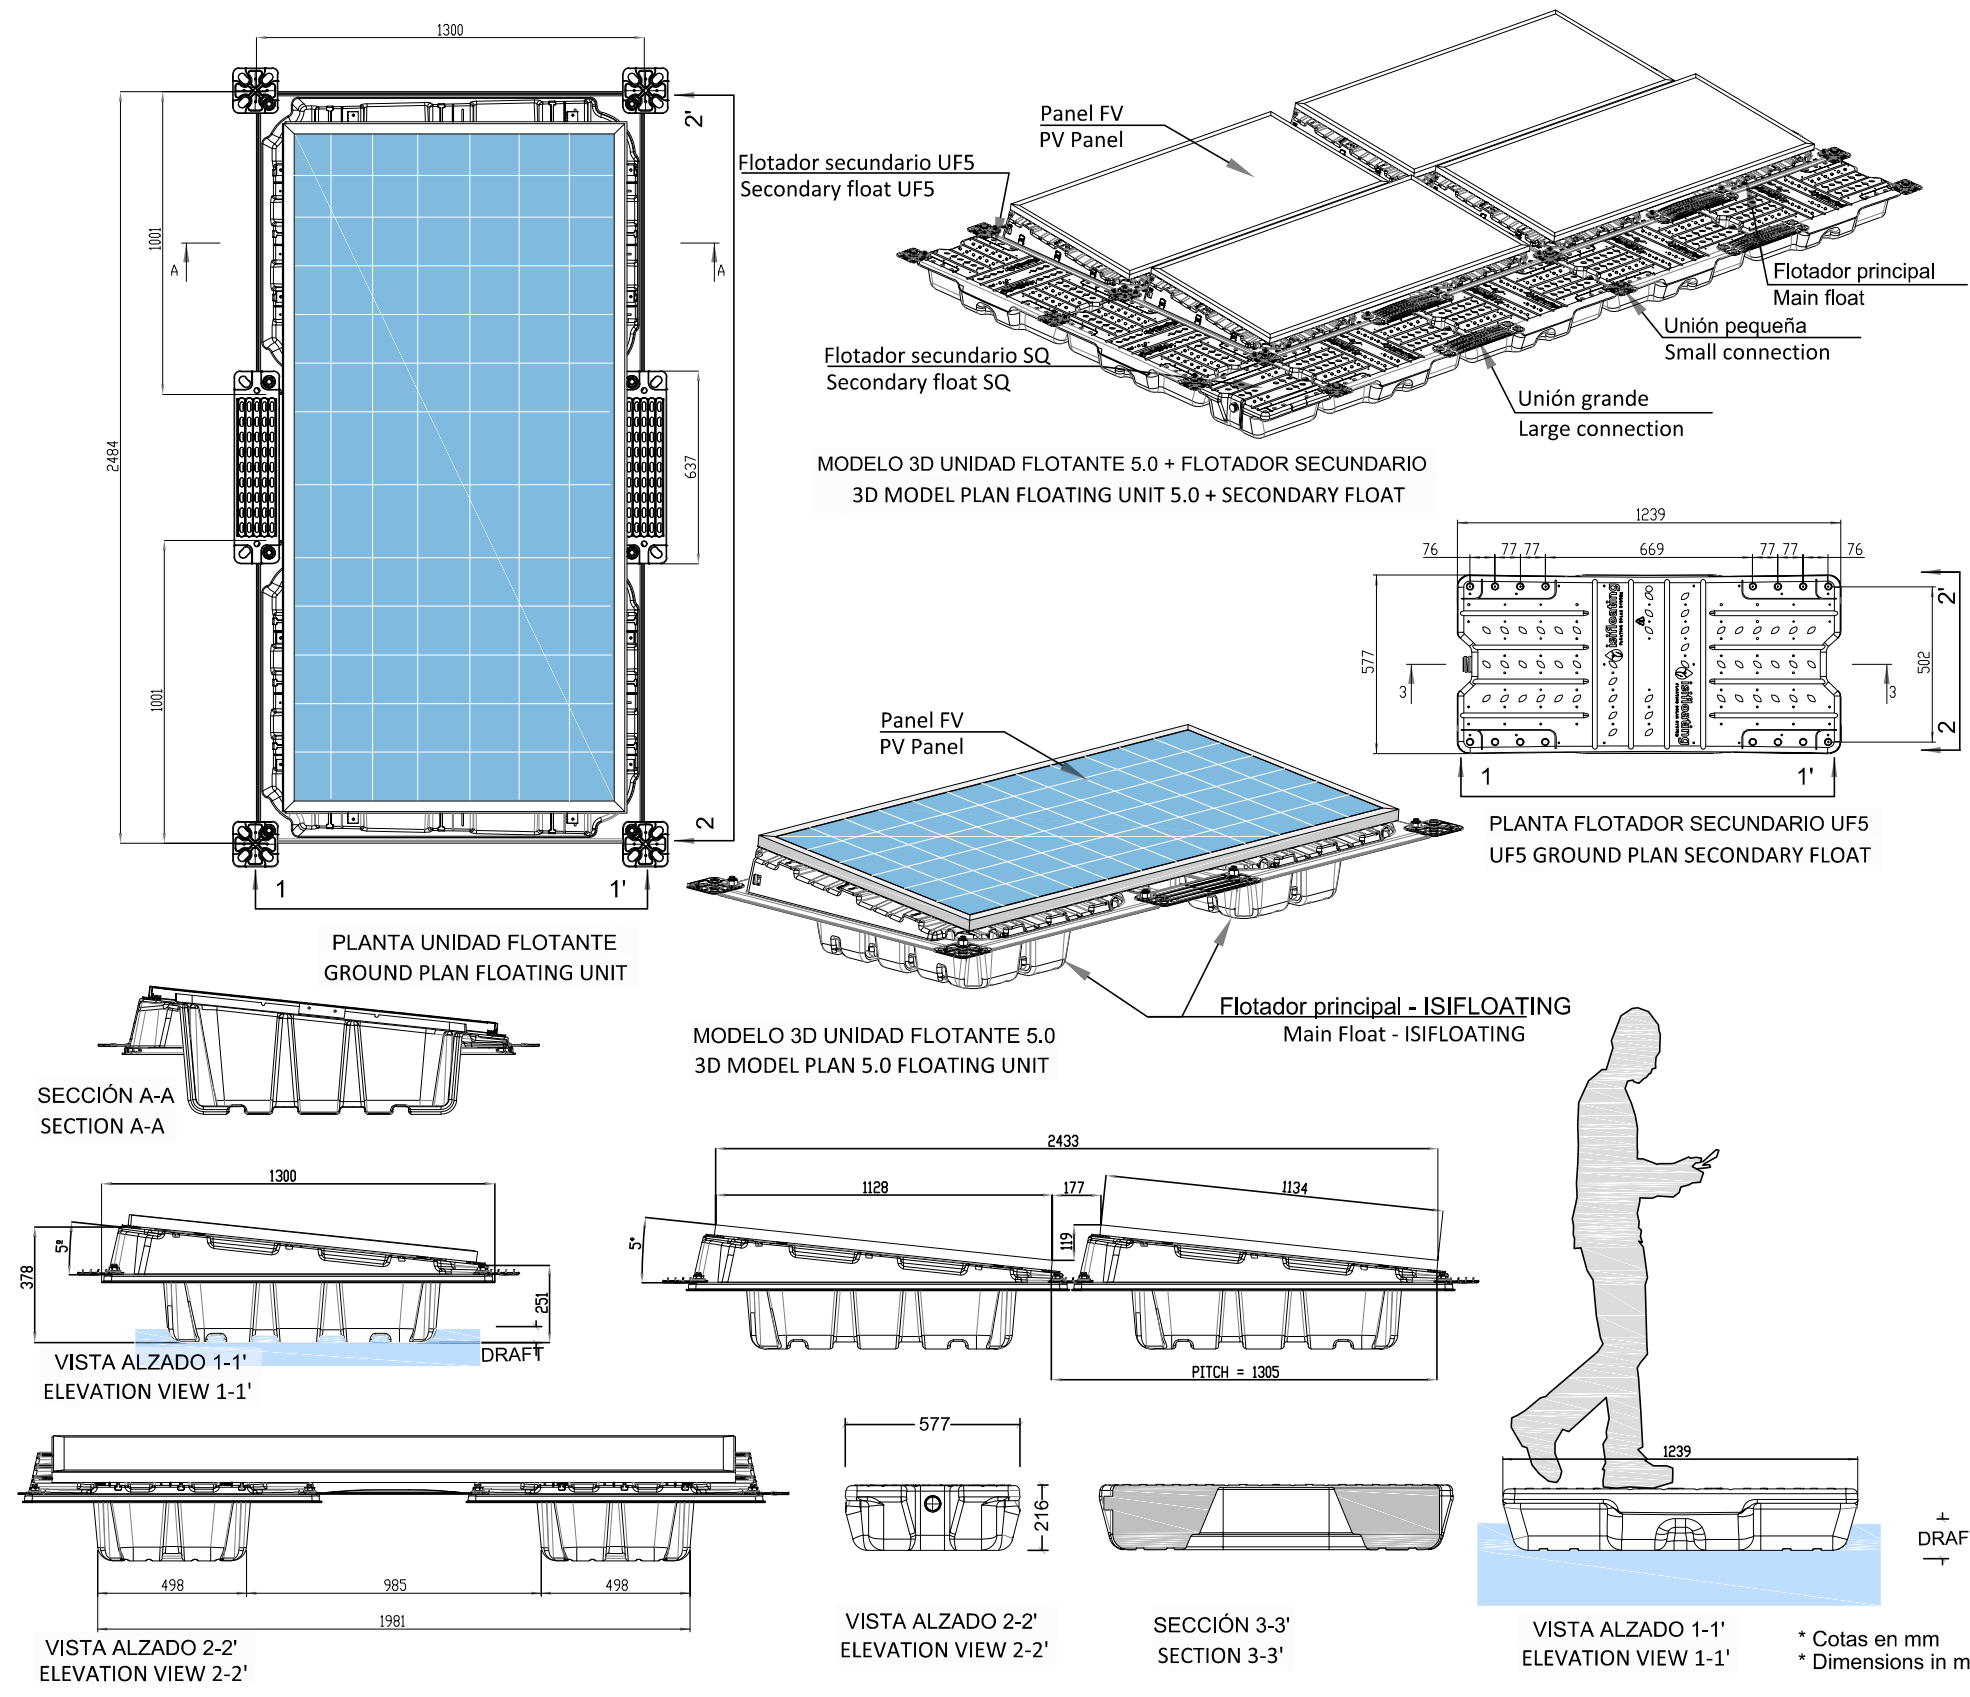 1300
2484
1001
1001
637
A
A
2'
2
1
1'
PLANTA UNIDAD FLOTANTE
GROUND PLAN FLOATING UNIT
Panel FV
PV Panel
Flotador secundario UF5
Secondary float UF5
Flotador secundario SQ
Secondary float SQ
Flotador principal
Main float
Unión pequeña
Small connection
Unión grande
Large connection
MODELO 3D UNIDAD FLOTANTE 5.0 + FLOTADOR SECUNDARIO
3D MODEL PLAN FLOATING UNIT 5.0 + SECONDARY FLOAT
1239
76
77
77
669
77
77
76
577
502
isifloating
isifloating
3
3
2'
2
1
1'
PLANTA FLOTADOR SECUNDARIO UF5
UF5 GROUND PLAN SECONDARY FLOAT
Panel FV
PV Panel
Flotador principal - ISIFLOATING
Main Float - ISIFLOATING
MODELO 3D UNIDAD FLOTANTE 5.0
3D MODEL PLAN 5.0 FLOATING UNIT
SECCIÓN A-A
SECTION A-A
1300
5º
378
251
DRAFT
VISTA ALZADO 1-1'
ELEVATION VIEW 1-1'
2433
1128
177
1134
5°
119
PITCH = 1305
498
985
498
1981
VISTA ALZADO 2-2'
ELEVATION VIEW 2-2'
577
216
VISTA ALZADO 2-2'
ELEVATION VIEW 2-2'
SECCIÓN 3-3'
SECTION 3-3'
1239
DRAF
VISTA ALZADO 1-1'
ELEVATION VIEW 1-1'
* Cotas en mm
* Dimensions in m